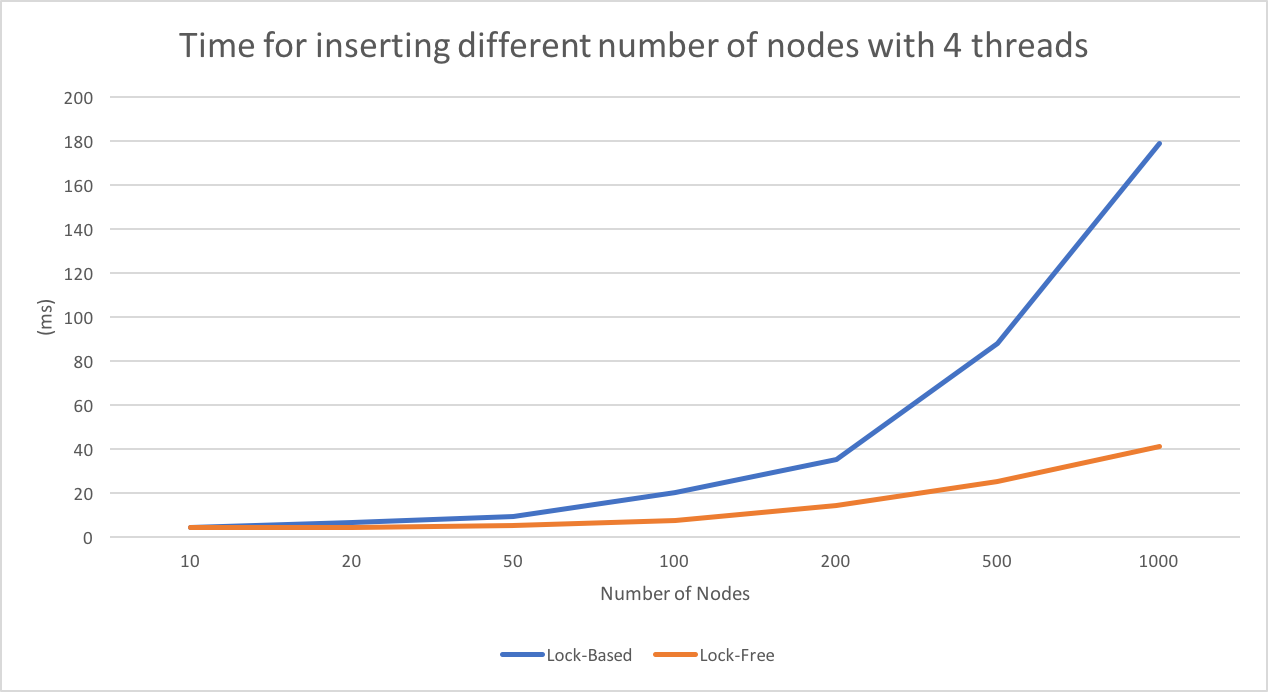 Time for inserting different number of nodes with 4 threads
200
180
160
140
120
100
80
60
40
20
0
(ms)
10 20 50 100 200 500 1000
Number of Nodes
Lock-Based Lock-Free